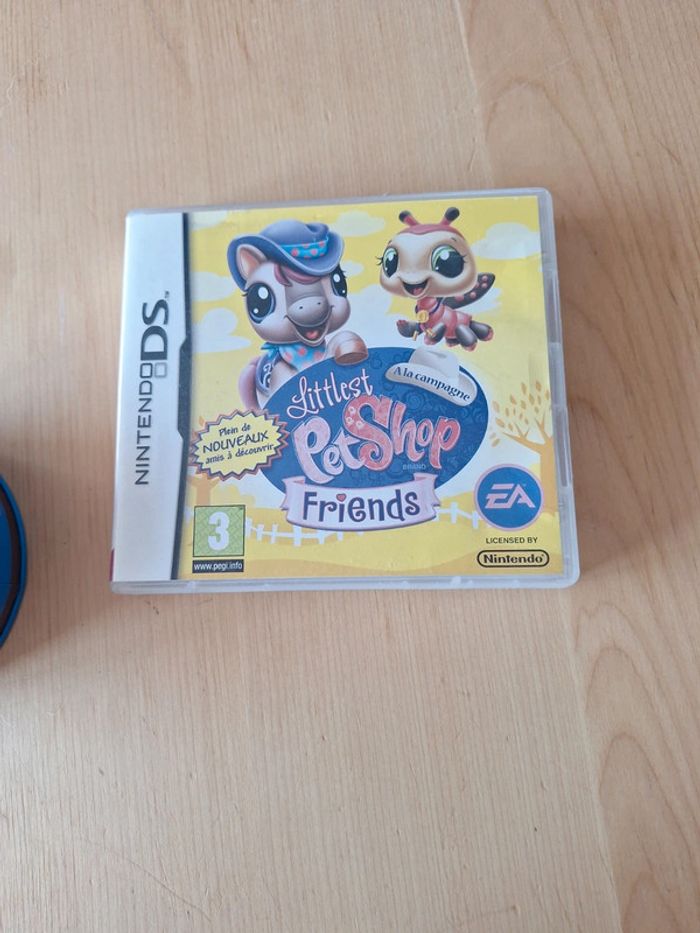 NINTENDO DS™
Littlest
A la campagne
PetShop
BRAND
Friends
Plein de
NOUVEAUX
amis à découvrir
3
www.pegi.info
EA
LICENSED BY
Nintendo®